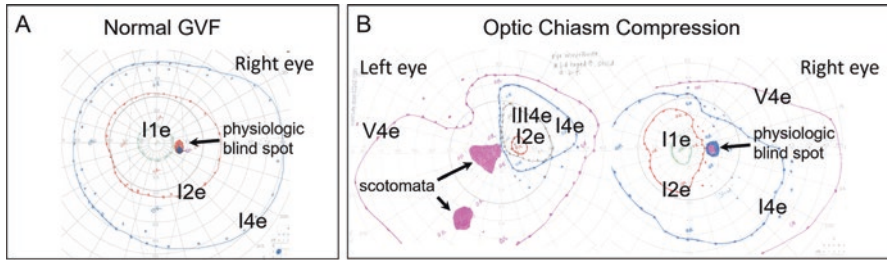 A Normal GVF
Right eye
I1e
physiologic
blind spot
I2e
I4e
B Optic Chiasm Compression
Left eye
V4e
III4e
I2e
I4e
scotomata
Right eye
V4e
I1e
physiologic
blind spot
I2e
I4e